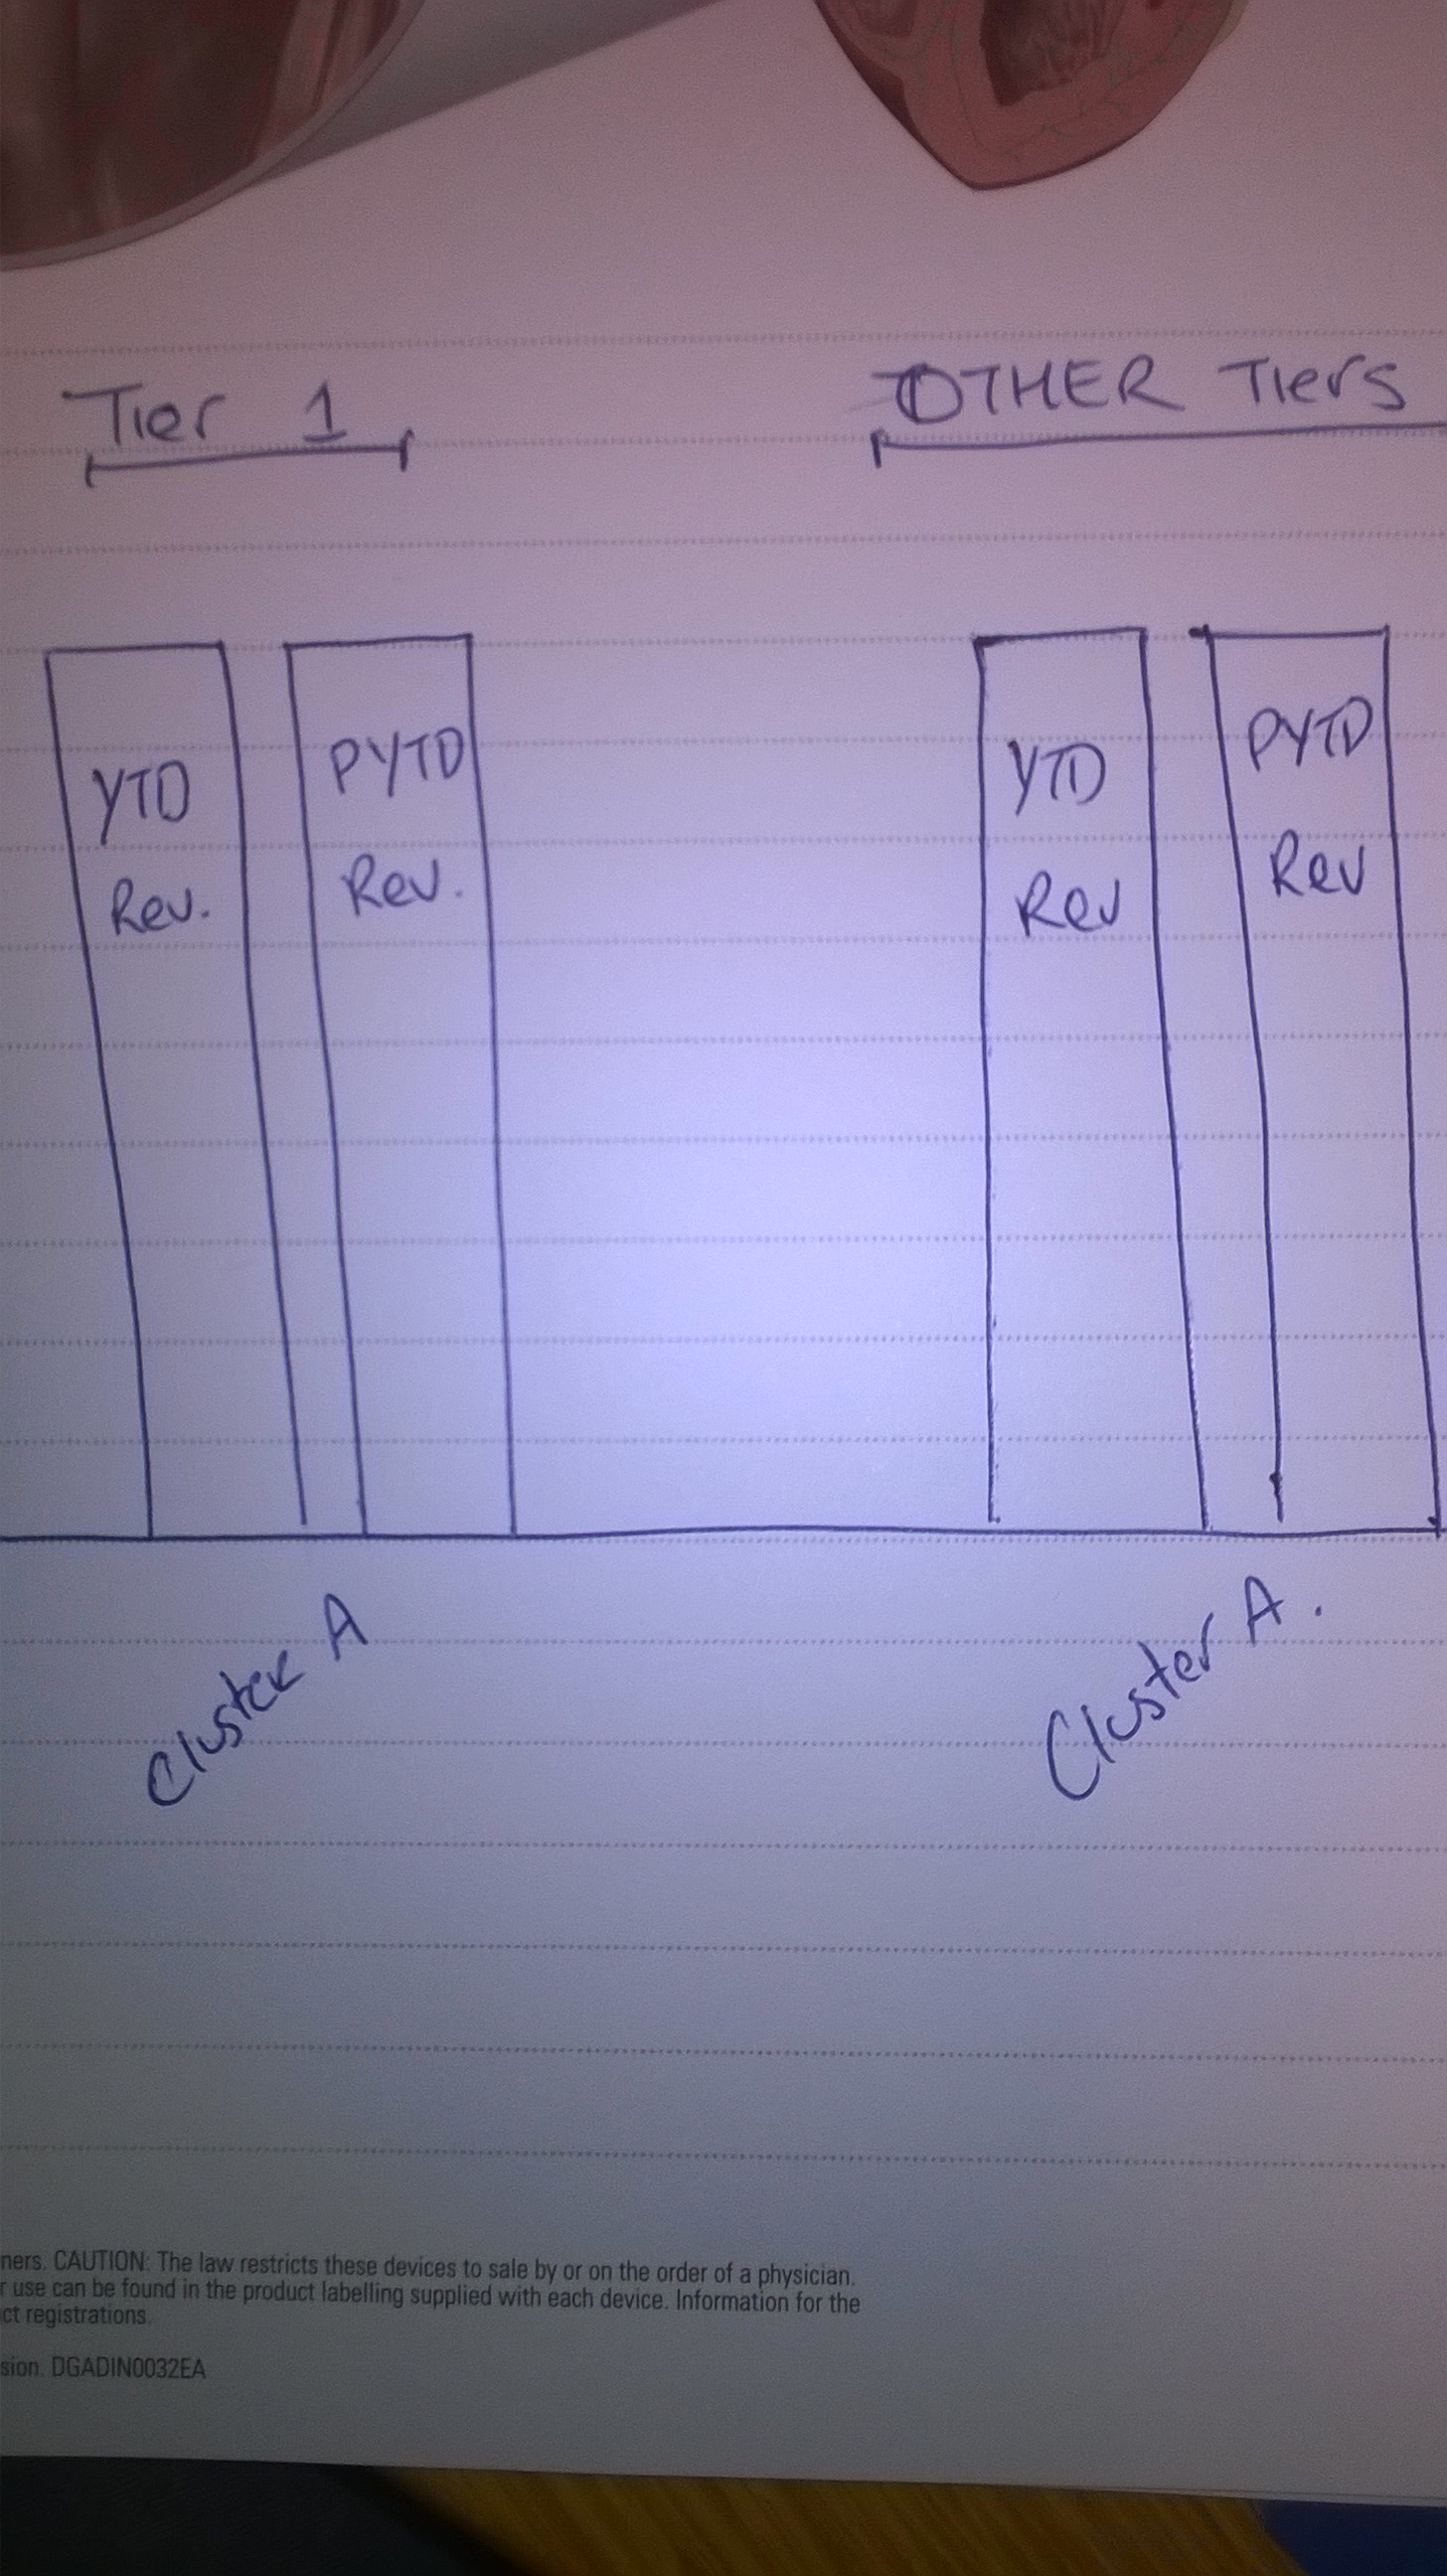 Tier 1
OTHER Tiers
YTD
Rev.
PYTD
Rev.
YTD
Rev
PYTD
Rev
Cluster A
Cluster A.
ners. CAUTION: The law restricts these devices to sale by or on the order of a physician.
r use can be found in the product labelling supplied with each device. Information for the
ct registrations.
sion. DGADIN0032EA